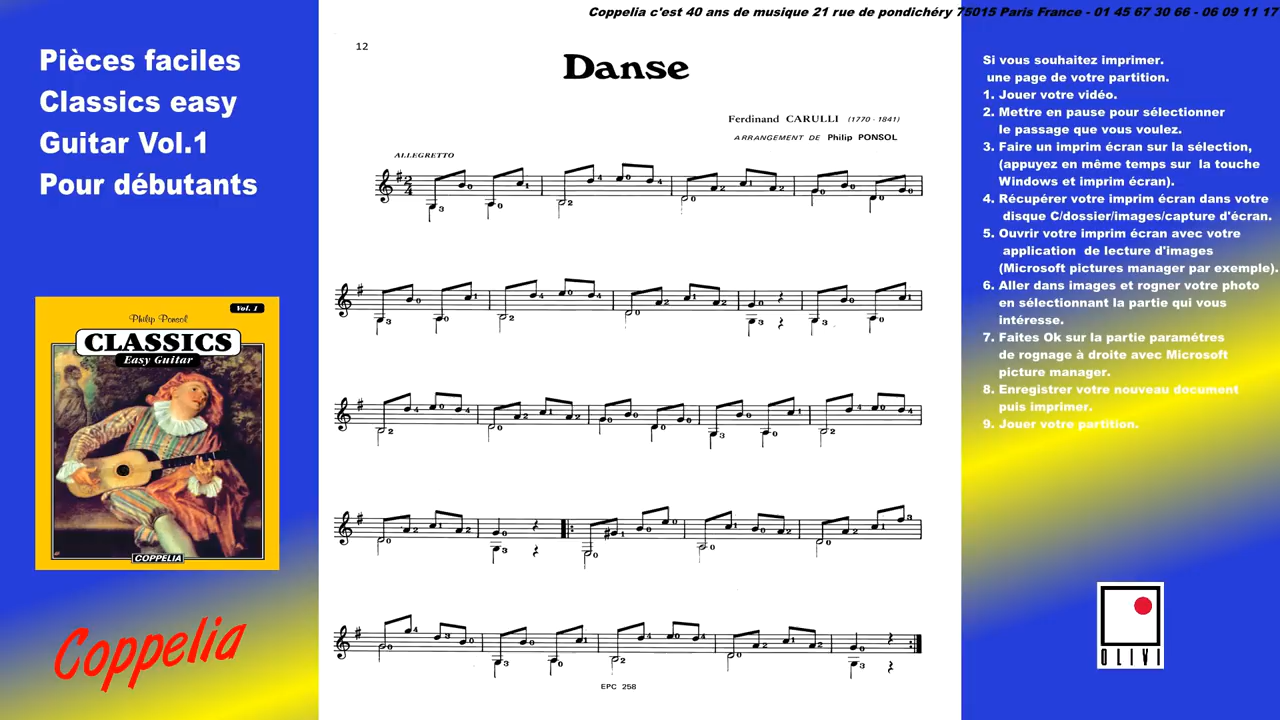 Coppelia c'est 40 ans de musique 21 rue de pondichéry 75015 Paris France - 01 45 67 30 66 - 06 09 11 17
Pièces faciles
Classics easy
Guitar Vol.1
Pour débutants
Vol. 1
Philip Ponsol
CLASSICS
Easy Guitar
COPPELIA
Coppelia
12
Danse
Ferdinand CARULLI (1770 - 1841)
ARRANGEMENT DE Philip PONSOL
ALLEGRETTO
EPC 258
Si vous souhaitez imprimer.
une page de votre partition.
1. Jouer votre vidéo.
2. Mettre en pause pour sélectionner
le passage que vous voulez.
3. Faire un imprim écran sur la sélection,
(appuyez en même temps sur la touche
Windows et imprim écran).
4. Récupérer votre imprim écran dans votre
disque C/dossier/images/capture d'écran.
5. Ouvrir votre imprim écran avec votre
application de lecture d'images
(Microsoft pictures manager par exemple).
6. Aller dans images et rogner votre photo
en sélectionnant la partie qui vous
intéresse.
7. Faites Ok sur la partie paramétres
de rognage à droite avec Microsoft
picture manager.
8. Enregistrer votre nouveau document
puis imprimer.
9. Jouer votre partition.
OLIVI